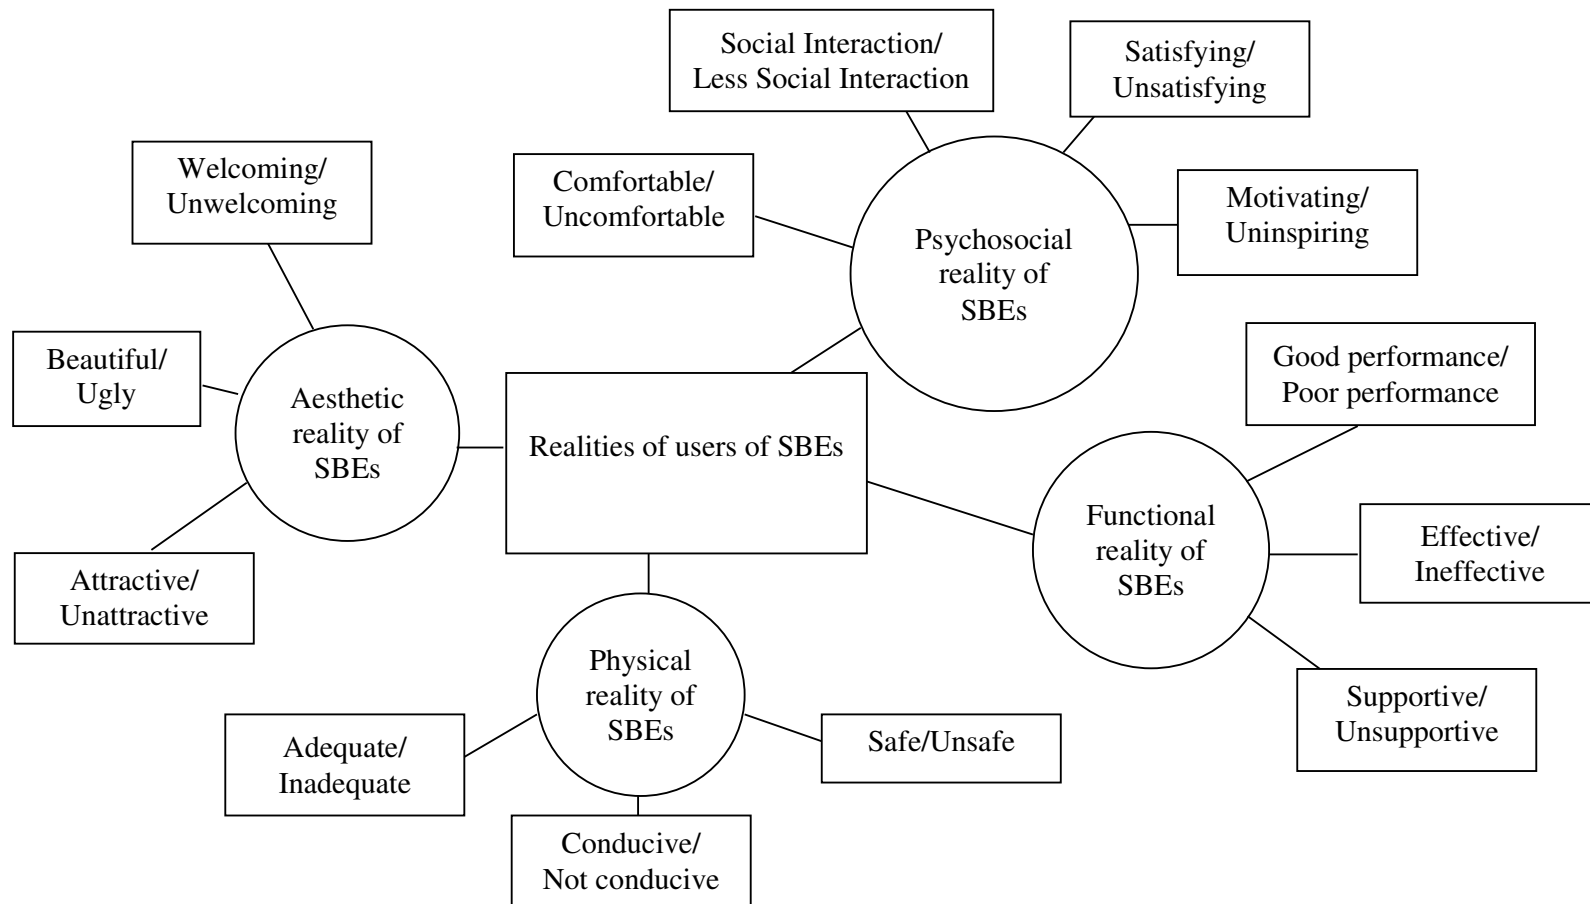 Social Interaction/
Less Social Interaction
Satisfying/
Unsatisfying
Welcoming/
Unwelcoming
Comfortable/
Uncomfortable
Motivating/
Uninspiring
Psychosocial
reality of
SBEs
Beautiful/
Ugly
Aesthetic
reality of
SBEs
Realities of users of SBEs
Good performance/
Poor performance
Functional
reality of
SBEs
Effective/
Ineffective
Attractive/
Unattractive
Physical
reality of
SBEs
Supportive/
Unsupportive
Adequate/
Inadequate
Safe/Unsafe
Conducive/
Not conducive